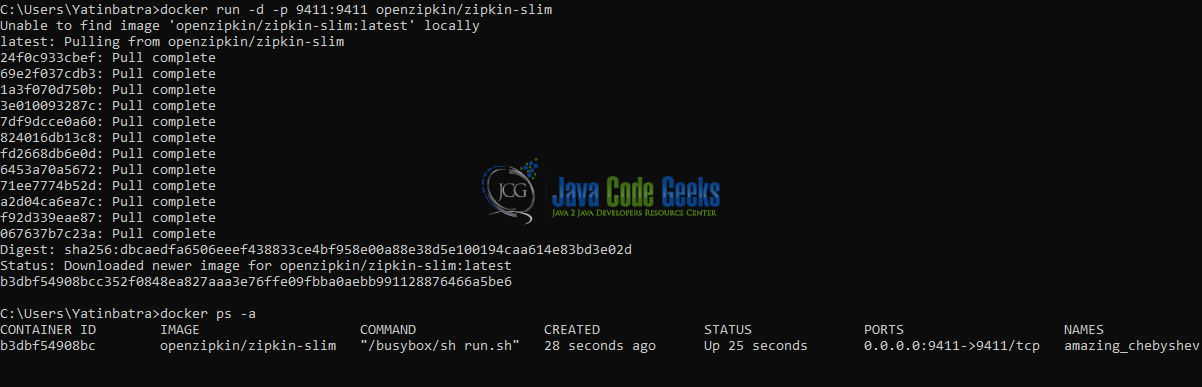 C:\Users\Yatinbatra>docker run -d -p 9411:9411 openzipkin/zipkin-slim
Unable to find image 'openzipkin/zipkin-slim:latest' locally
latest: Pulling from openzipkin/zipkin-slim
24f0c933cbef: Pull complete
69e2f037cdb3: Pull complete
1a3f070d750b: Pull complete
3e010093287c: Pull complete
7df9dcce0a60: Pull complete
824016db13c8: Pull complete
fd2668db6e0d: Pull complete
6453a70a5672: Pull complete
71ee7774b52d: Pull complete
a2d04ca6ea7c: Pull complete
f92d339eae87: Pull complete
067637b7c23a: Pull complete
JCG Java Code Geeks
Java 2 Java Developers Resource Center
Digest: sha256:dbcaedfa6506eeef438833ce4bf958e00a88e38d5e100194caa614e83bd3e02d
Status: Downloaded newer image for openzipkin/zipkin-slim:latest
b3dbf54908bcc352f0848ea827aaa3e76ffe09fbba0aebb991128876466a5be6
C:\Users\Yatinbatra>docker ps -a
CONTAINER ID IMAGE COMMAND CREATED STATUS PORTS NAMES
b3dbf54908bc openzipkin/zipkin-slim "/busybox/sh run.sh" 28 seconds ago Up 25 seconds 0.0.0.0:9411->9411/tcp amazing_chebyshev